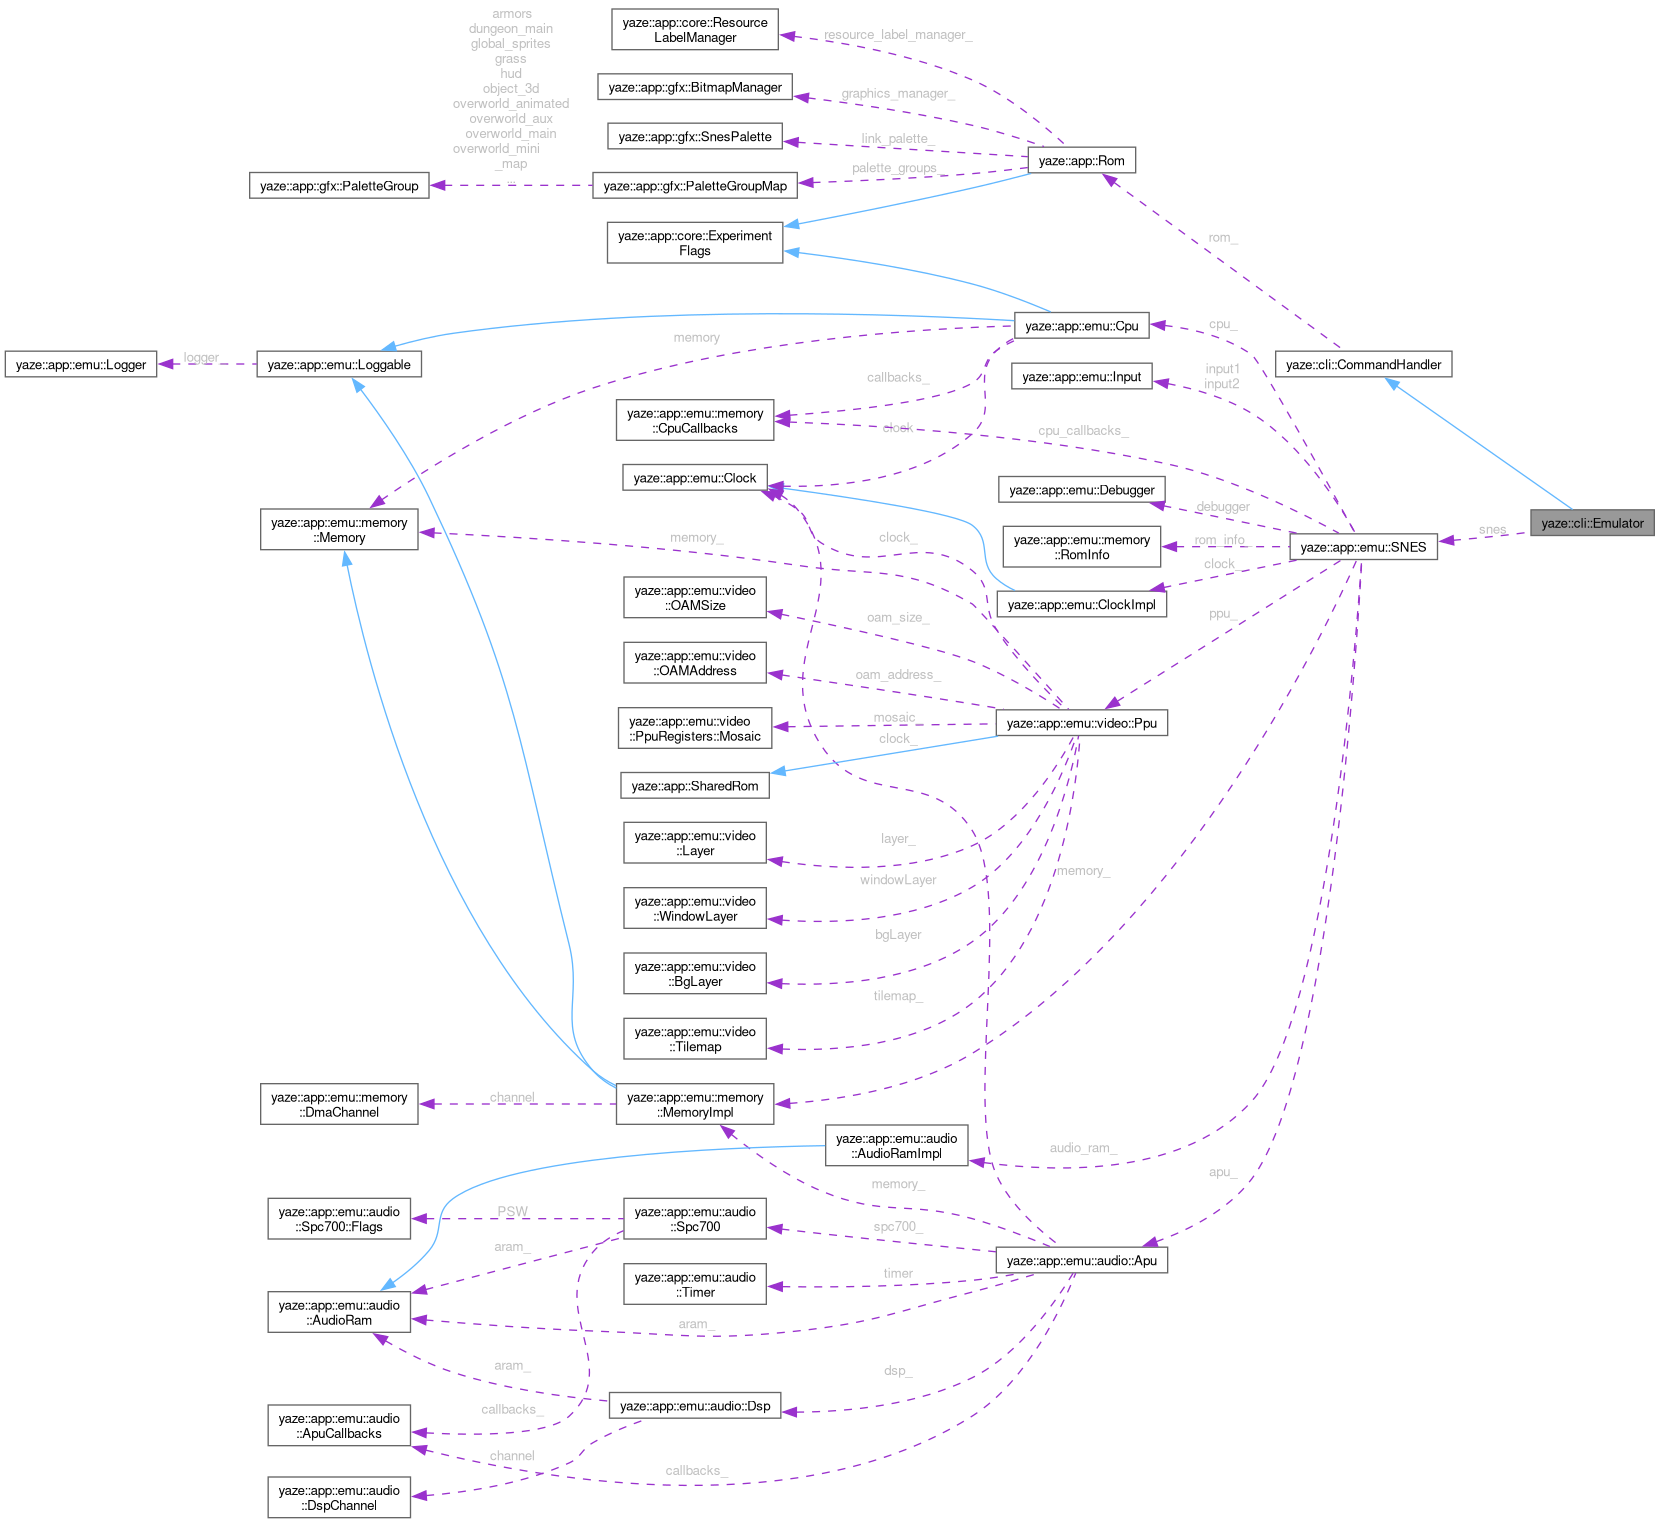 armors
dungeon_main
global_sprites
grass
hud
object_3d
overworld_animated
overworld_aux
overworld_main
overworld_mini
_map
...
yaze::app::core::Resource
LabelManager
resource_label_manager_
yaze::app::gfx::BitmapManager
graphics_manager_
yaze::app::gfx::SnesPalette
link_palette_
yaze::app::Rom
yaze::app::gfx::PaletteGroup
yaze::app::gfx::PaletteGroupMap
palette_groups_
yaze::app::core::Experiment
Flags
rom_
yaze::app::emu::Cpu
cpu_
memory
yaze::app::emu::Logger
logger
yaze::app::emu::Loggable
yaze::cli::CommandHandler
yaze::app::emu::Input
input1
input2
callbacks_
yaze::app::emu::memory
::CpuCallbacks
clock
cpu_callbacks_
yaze::app::emu::Clock
yaze::app::emu::Debugger
debugger
yaze::app::emu::memory
::Memory
memory_
clock_
yaze::app::emu::memory
::RomInfo
rom_info_
yaze::app::emu::SNES
snes
yaze::cli::Emulator
clock_
yaze::app::emu::ClockImpl
yaze::app::emu::video
::OAMSize
oam_size_
ppu_
yaze::app::emu::video
::OAMAddress
oam_address_
yaze::app::emu::video
::PpuRegisters::Mosaic
mosaic_
clock_
yaze::app::emu::video::Ppu
yaze::app::SharedRom
yaze::app::emu::video
::Layer
layer_
yaze::app::emu::video
::WindowLayer
windowLayer
memory_
yaze::app::emu::video
::BgLayer
bgLayer
yaze::app::emu::video
::Tilemap
tilemap_
yaze::app::emu::memory
::DmaChannel
channel
yaze::app::emu::memory
::MemoryImpl
yaze::app::emu::audio
::AudioRamImpl
audio_ram_
apu_
memory_
yaze::app::emu::audio
::Spc700::Flags
PSW
yaze::app::emu::audio
::Spc700
spc700_
aram_
yaze::app::emu::audio::Apu
yaze::app::emu::audio
::Timer
timer
yaze::app::emu::audio
::AudioRam
aram_
aram_
dsp_
yaze::app::emu::audio::Dsp
callbacks_
yaze::app::emu::audio
::ApuCallbacks
channel
callbacks_
yaze::app::emu::audio
::DspChannel